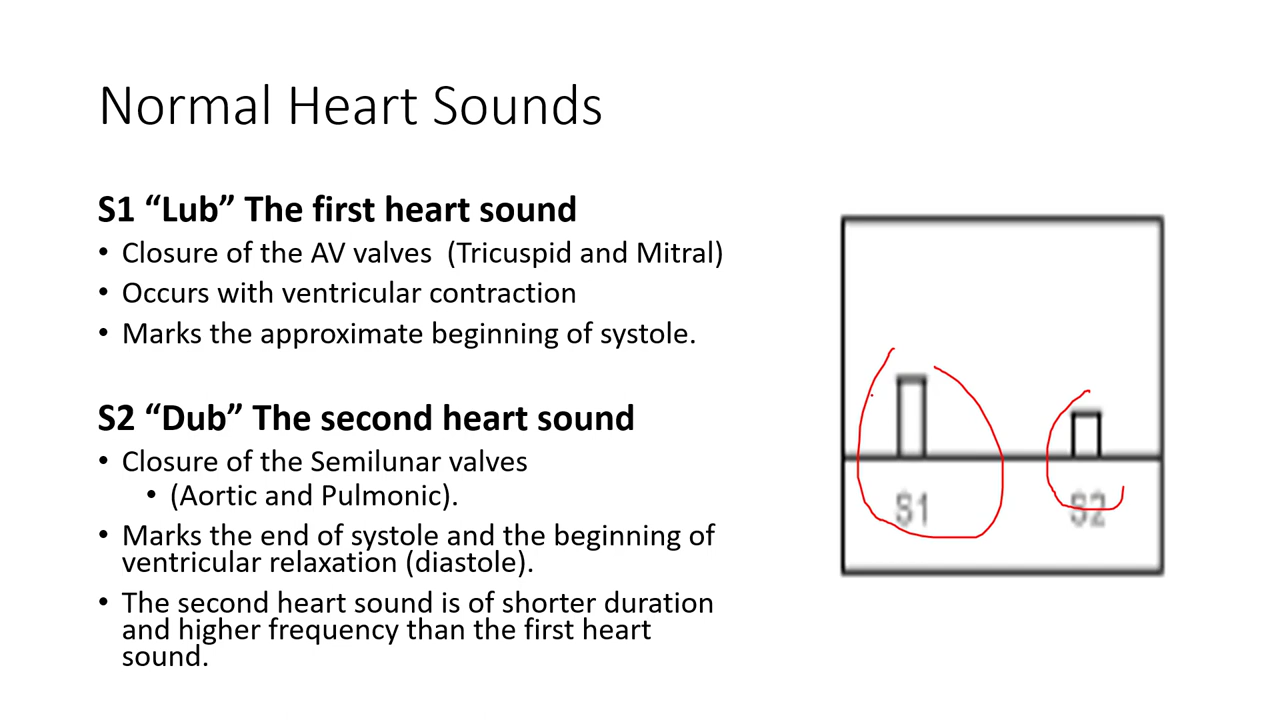 Normal Heart Sounds
S1 “Lub” The first heart sound
• Closure of the AV valves  (Tricuspid and Mitral)
• Occurs with ventricular contraction
• Marks the approximate beginning of systole.
S2 “Dub” The second heart sound
• Closure of the Semilunar valves
• (Aortic and Pulmonic).
• Marks the end of systole and the beginning of
ventricular relaxation (diastole).
• The second heart sound is of shorter duration
and higher frequency than the first heart
sound.
S1 S2